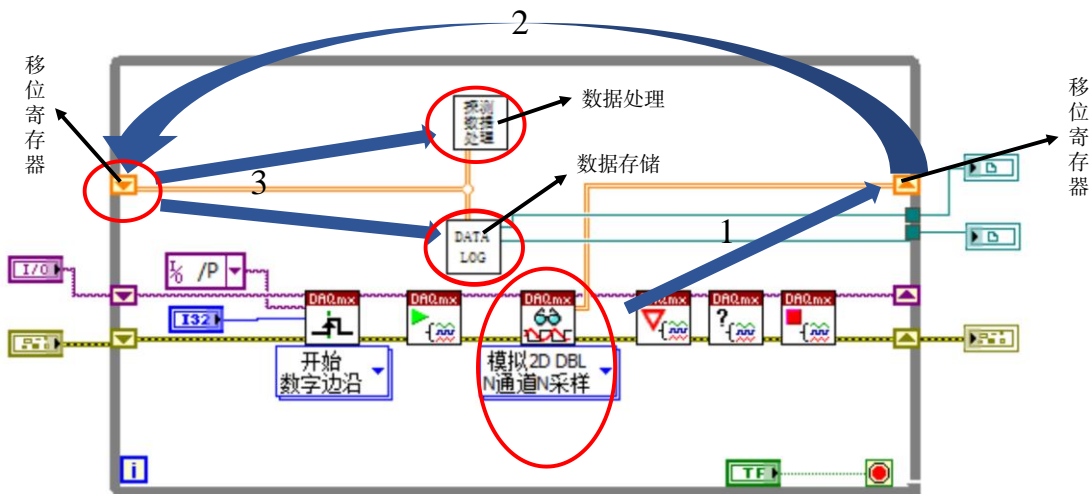 2
移位寄存器
探测
数据
处理
数据处理
移位寄存器
3
数据存储
DATA
LOG
1
I/O
I/O /P
I32
DAQmx
DAQmx
DAQmx
DAQmx
DAQmx
DAQmx
?
开始
数字边沿
模拟2D DBL
N通道N采样
i
TF